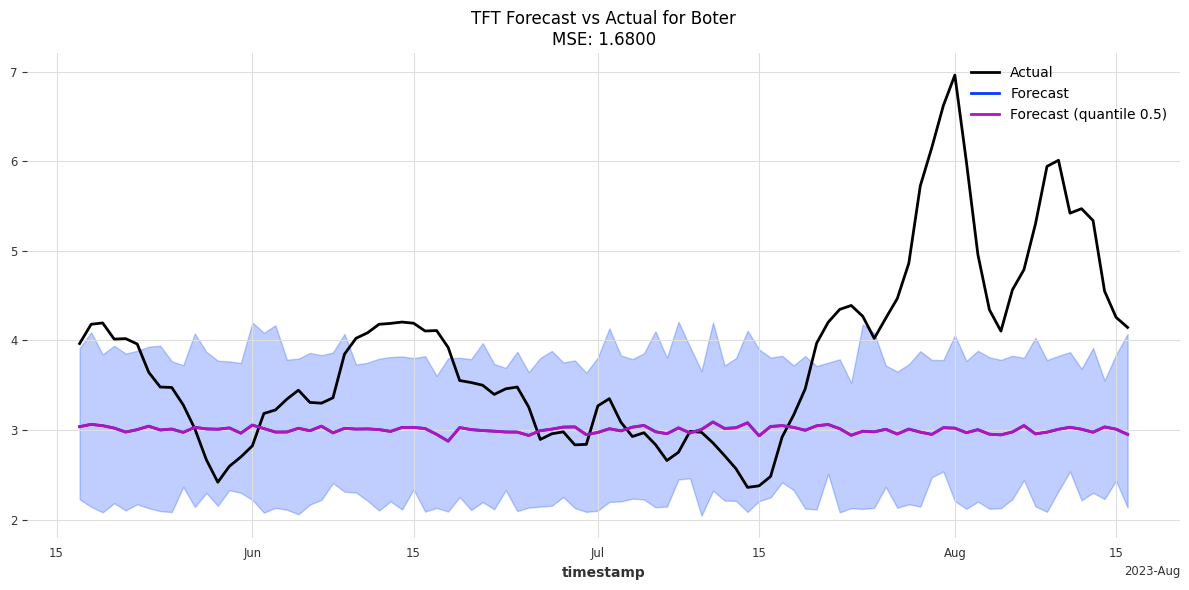 TFT Forecast vs Actual for Boter
MSE: 1.6800
Actual
Forecast
Forecast (quantile 0.5)
7
6
5
4
3
2
15
Jun
15
Jul
15
Aug
15
timestamp
2023-Aug